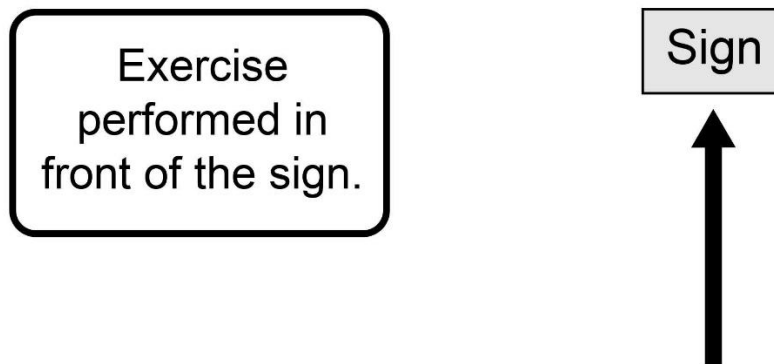 Exercise
performed in
front of the sign.
Sign